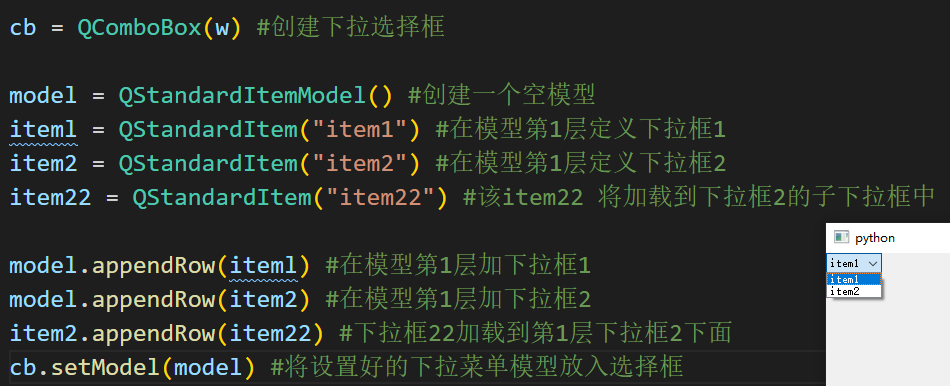 cb = QComboBox(w) #创建下拉选择框
model = QStandardItemModel() #创建一个空模型
iteml = QStandardItem("item1") #在模型第1层定义下拉框1
item2 = QStandardItem("item2") #在模型第1层定义下拉框2
item22 = QStandardItem("item22") #该item22 将加载到下拉框2的子下拉框中
model.appendRow(iteml) #在模型第1层加下拉框1
model.appendRow(item2) #在模型第1层加下拉框2
item2.appendRow(item22) #下拉框22加载到第1层下拉框2下面
cb.setModel(model) #将设置好的下拉菜单模型放入选择框
python
item1
item1
item2